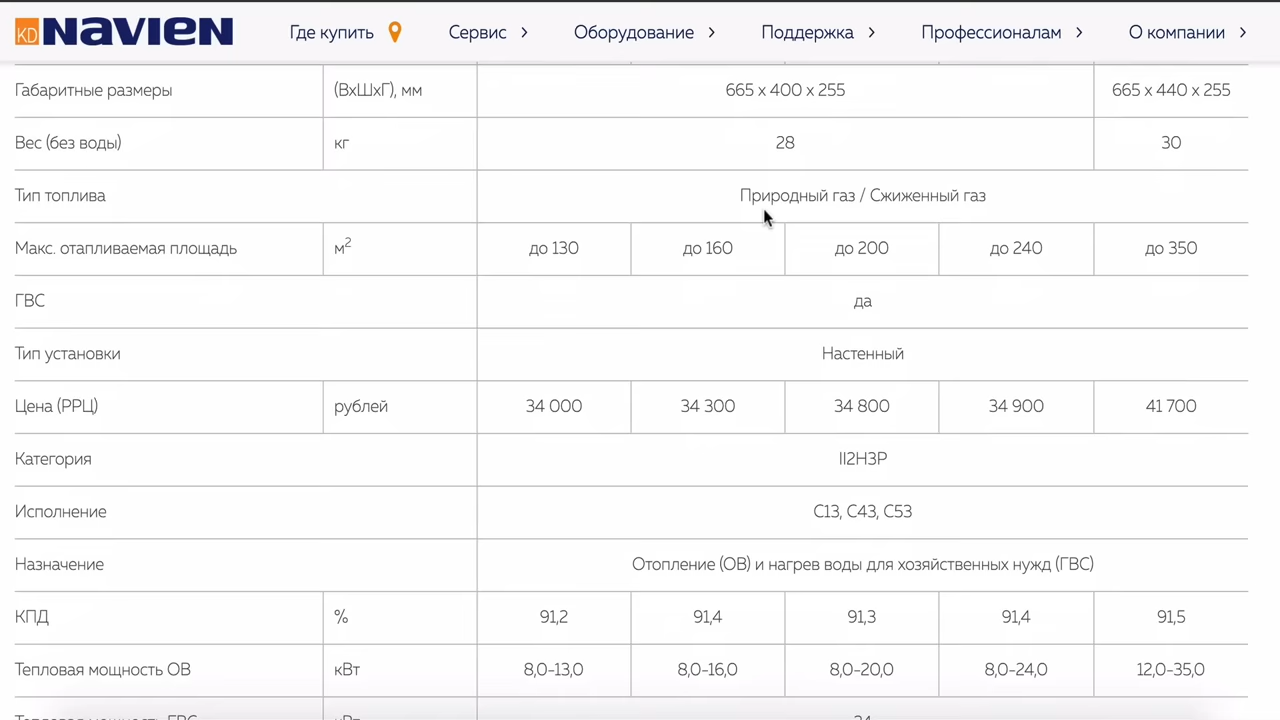 KD NAVIEN Где купить Сервис Оборудование Поддержка Профессионалам О компании
Габаритные размеры (ВxШxГ), мм 665 x 400 x 255 665 x 440 x 255
Вес (без воды) кг 28 30
Тип топлива Природный газ / Сжиженный газ
Макс. отапливаемая площадь м² до 130 до 160 до 200 до 240 до 350
ГВС да
Тип установки Настенный
Цена (РРЦ) рублей 34 000 34 300 34 800 34 900 41 700
Категория II2H3P
Исполнение C13, C43, C53
Назначение Отопление (ОВ) и нагрев воды для хозяйственных нужд (ГВС)
КПД % 91,2 91,4 91,3 91,4 91,5
Тепловая мощность ОВ кВт 8,0-13,0 8,0-16,0 8,0-20,0 8,0-24,0 12,0-35,0